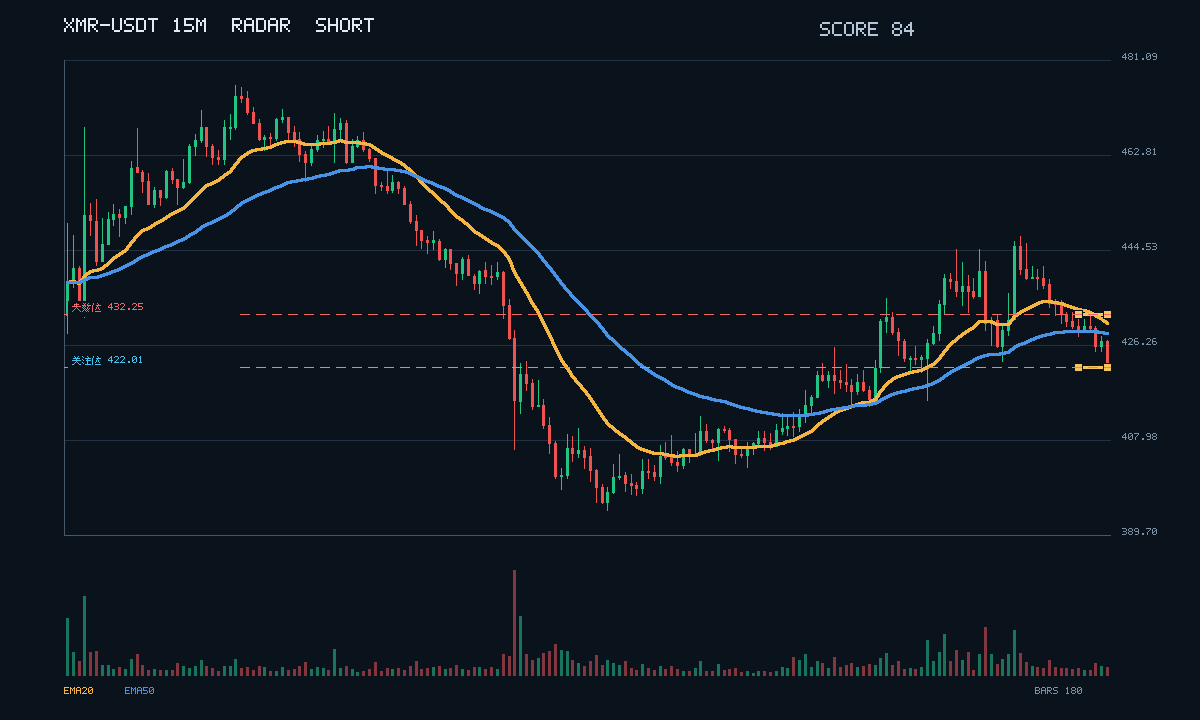 XMR-USDT 15M  RADAR  SHORT
SCORE 84
481.09
462.81
444.53
失效位 432.25
426.26
关注位 422.01
407.98
389.70
EMA20
EMA50
BARS 180